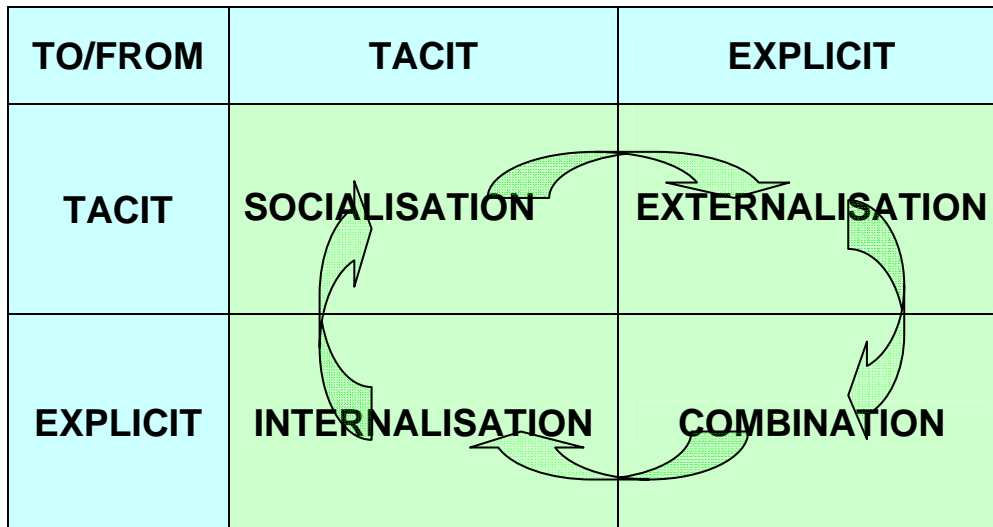 TO/FROM TACIT EXPLICIT
TACIT SOCIALISATION EXTERNALISATION
EXPLICIT INTERNALISATION COMBINATION